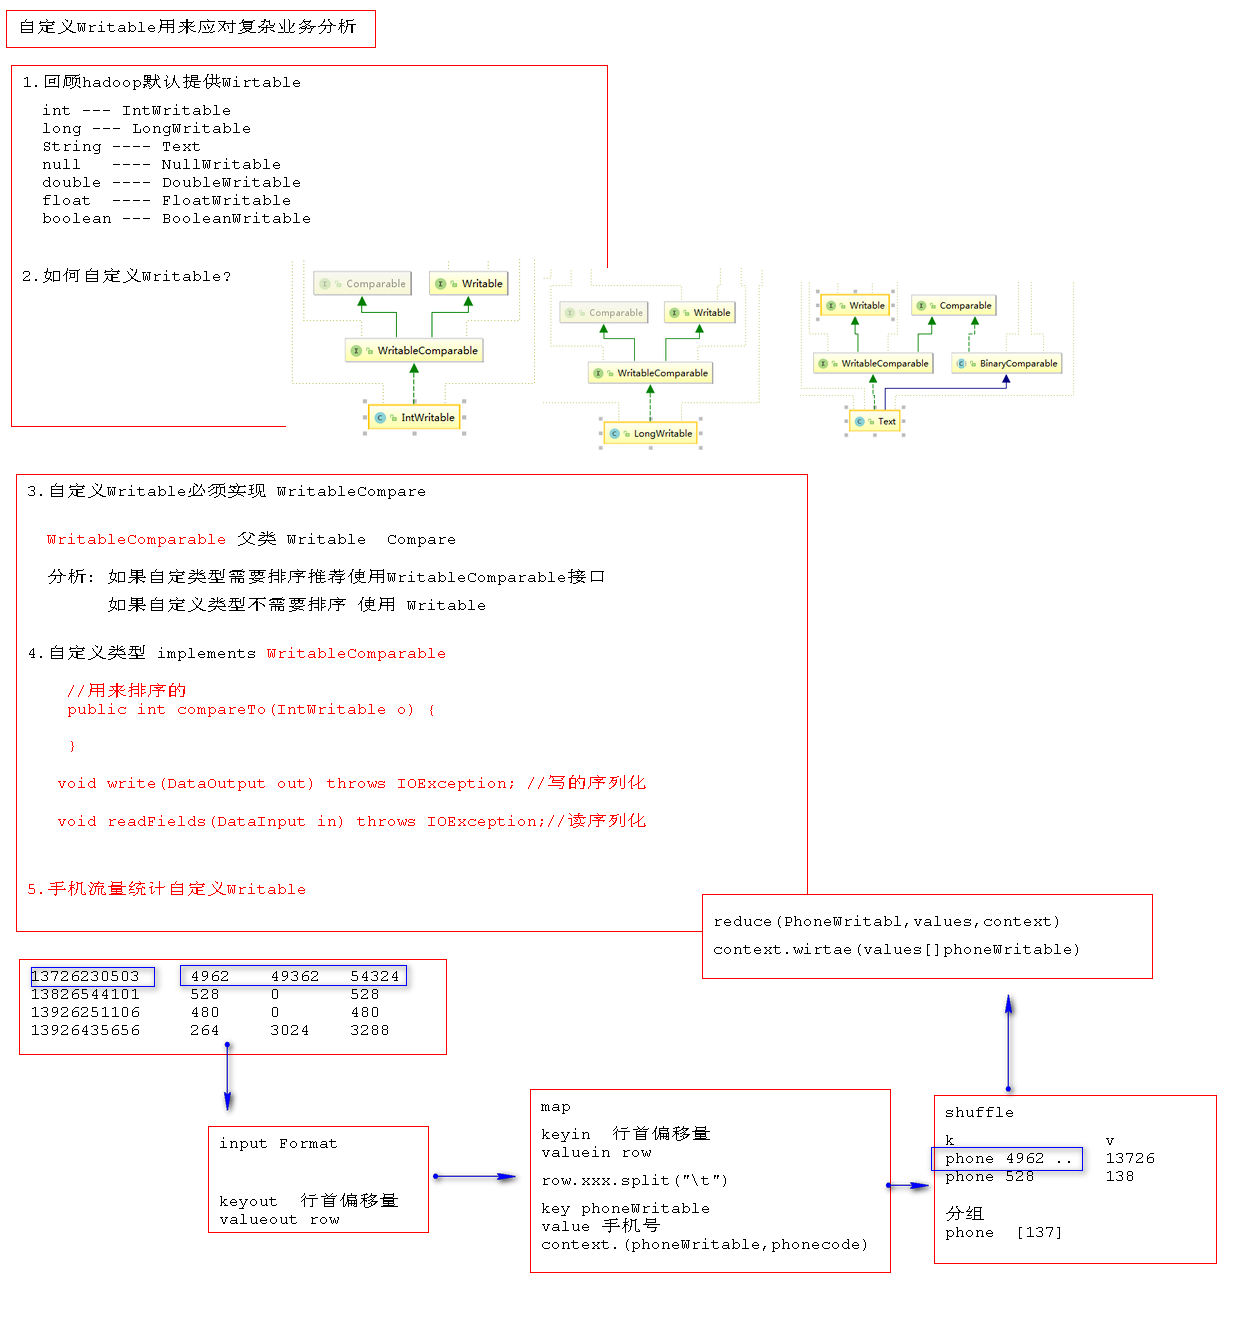 自定义Writable用来应对复杂业务分析
1.回顾hadoop默认提供Wirtable
int --- IntWritable
long --- LongWritable
String ---- Text
null ---- NullWritable
double ---- DoubleWritable
float ---- FloatWritable
boolean --- BooleanWritable
2.如何自定义Writable?
Comparable Writable
WritableComparable
IntWritable
Comparable Writable
WritableComparable
LongWritable
Writable Comparable
WritableComparable BinaryComparable
Text
3.自定义Writable必须实现 WritableCompare
WritableComparable 父类 Writable Compare
分析: 如果自定类型需要排序推荐使用WritableComparable接口
如果自定义类型不需要排序 使用 Writable
4.自定义类型 implements WritableComparable
//用来排序的
public int compareTo(IntWritable o) {
}
void write(DataOutput out) throws IOException; //写的序列化
void readFields(DataInput in) throws IOException;//读序列化
5.手机流量统计自定义Writable
reduce(PhoneWritabl,values,context)
context.wirtae(values[]phoneWritable)
13726230503 4962 49362 54324
13826544101 528 0 528
13926251106 480 0 480
13926435656 264 3024 3288
input Format
keyout 行首偏移量
valueout row
map
keyin 行首偏移量
valuein row
row.xxx.split("\t")
key phoneWritable
value 手机号
context.(phoneWritable,phonecode)
shuffle
k v
phone 4962 .. 13726
phone 528 138
分组
phone [137]